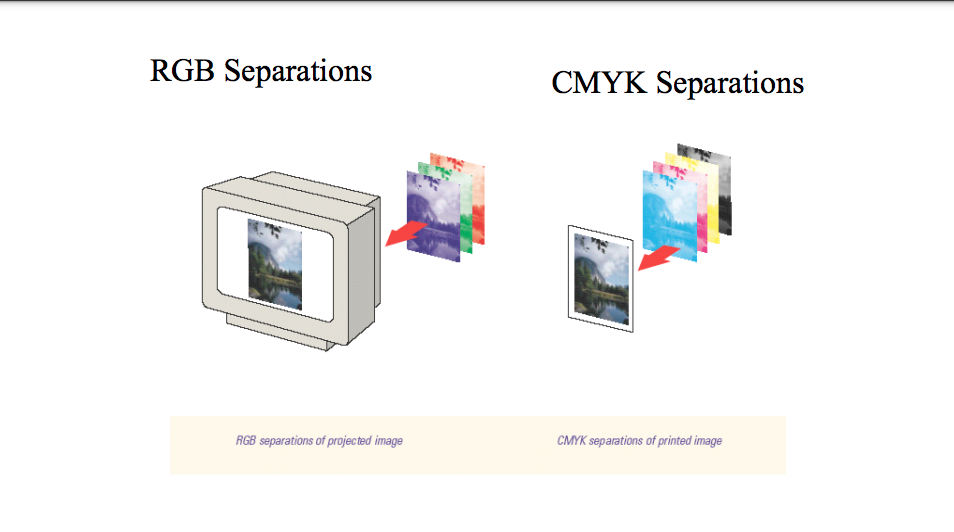 RGB Separations
CMYK Separations
RGB separations of projected image
CMYK separations of printed image